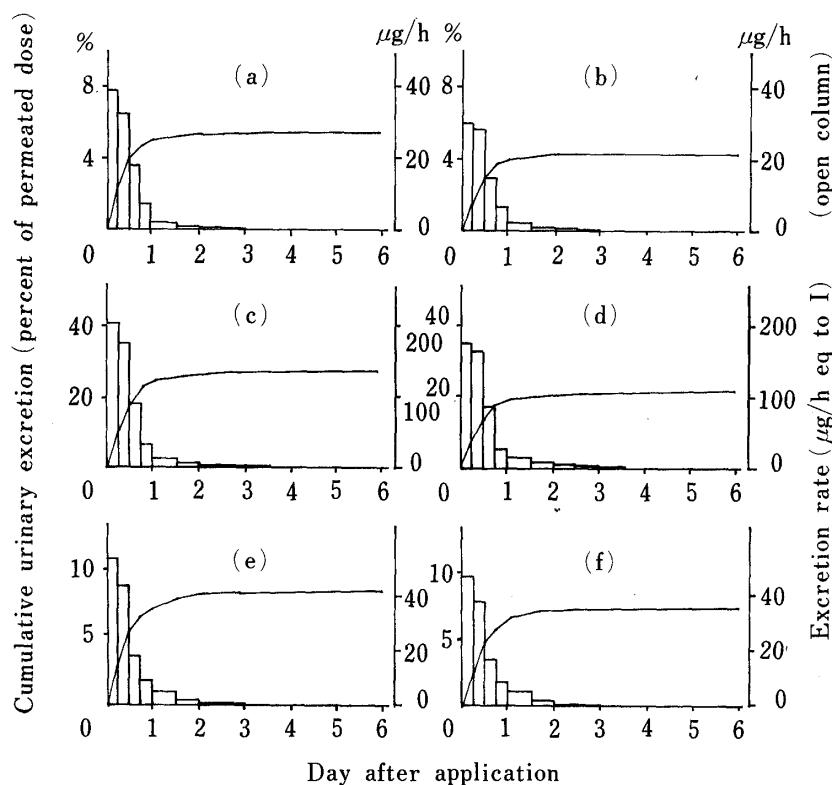 Cumulative urinary excretion (percent of permeated dose)
% μg/h % μg/h
(a) (b)
8 40 8 40
4 20 4 20
0 0
0 1 2 3 4 5 6 0 1 2 3 4 5 6
(c) (d)
40 200 40 200
20 100 20 100
0 0
0 1 2 3 4 5 6 0 1 2 3 4 5 6
(e) (f)
10 40 10 40
5 20 5 20
0 0
0 1 2 3 4 5 6 0 1 2 3 4 5 6
Day after application
Excretion rate (μg/h eq to I) (open column)